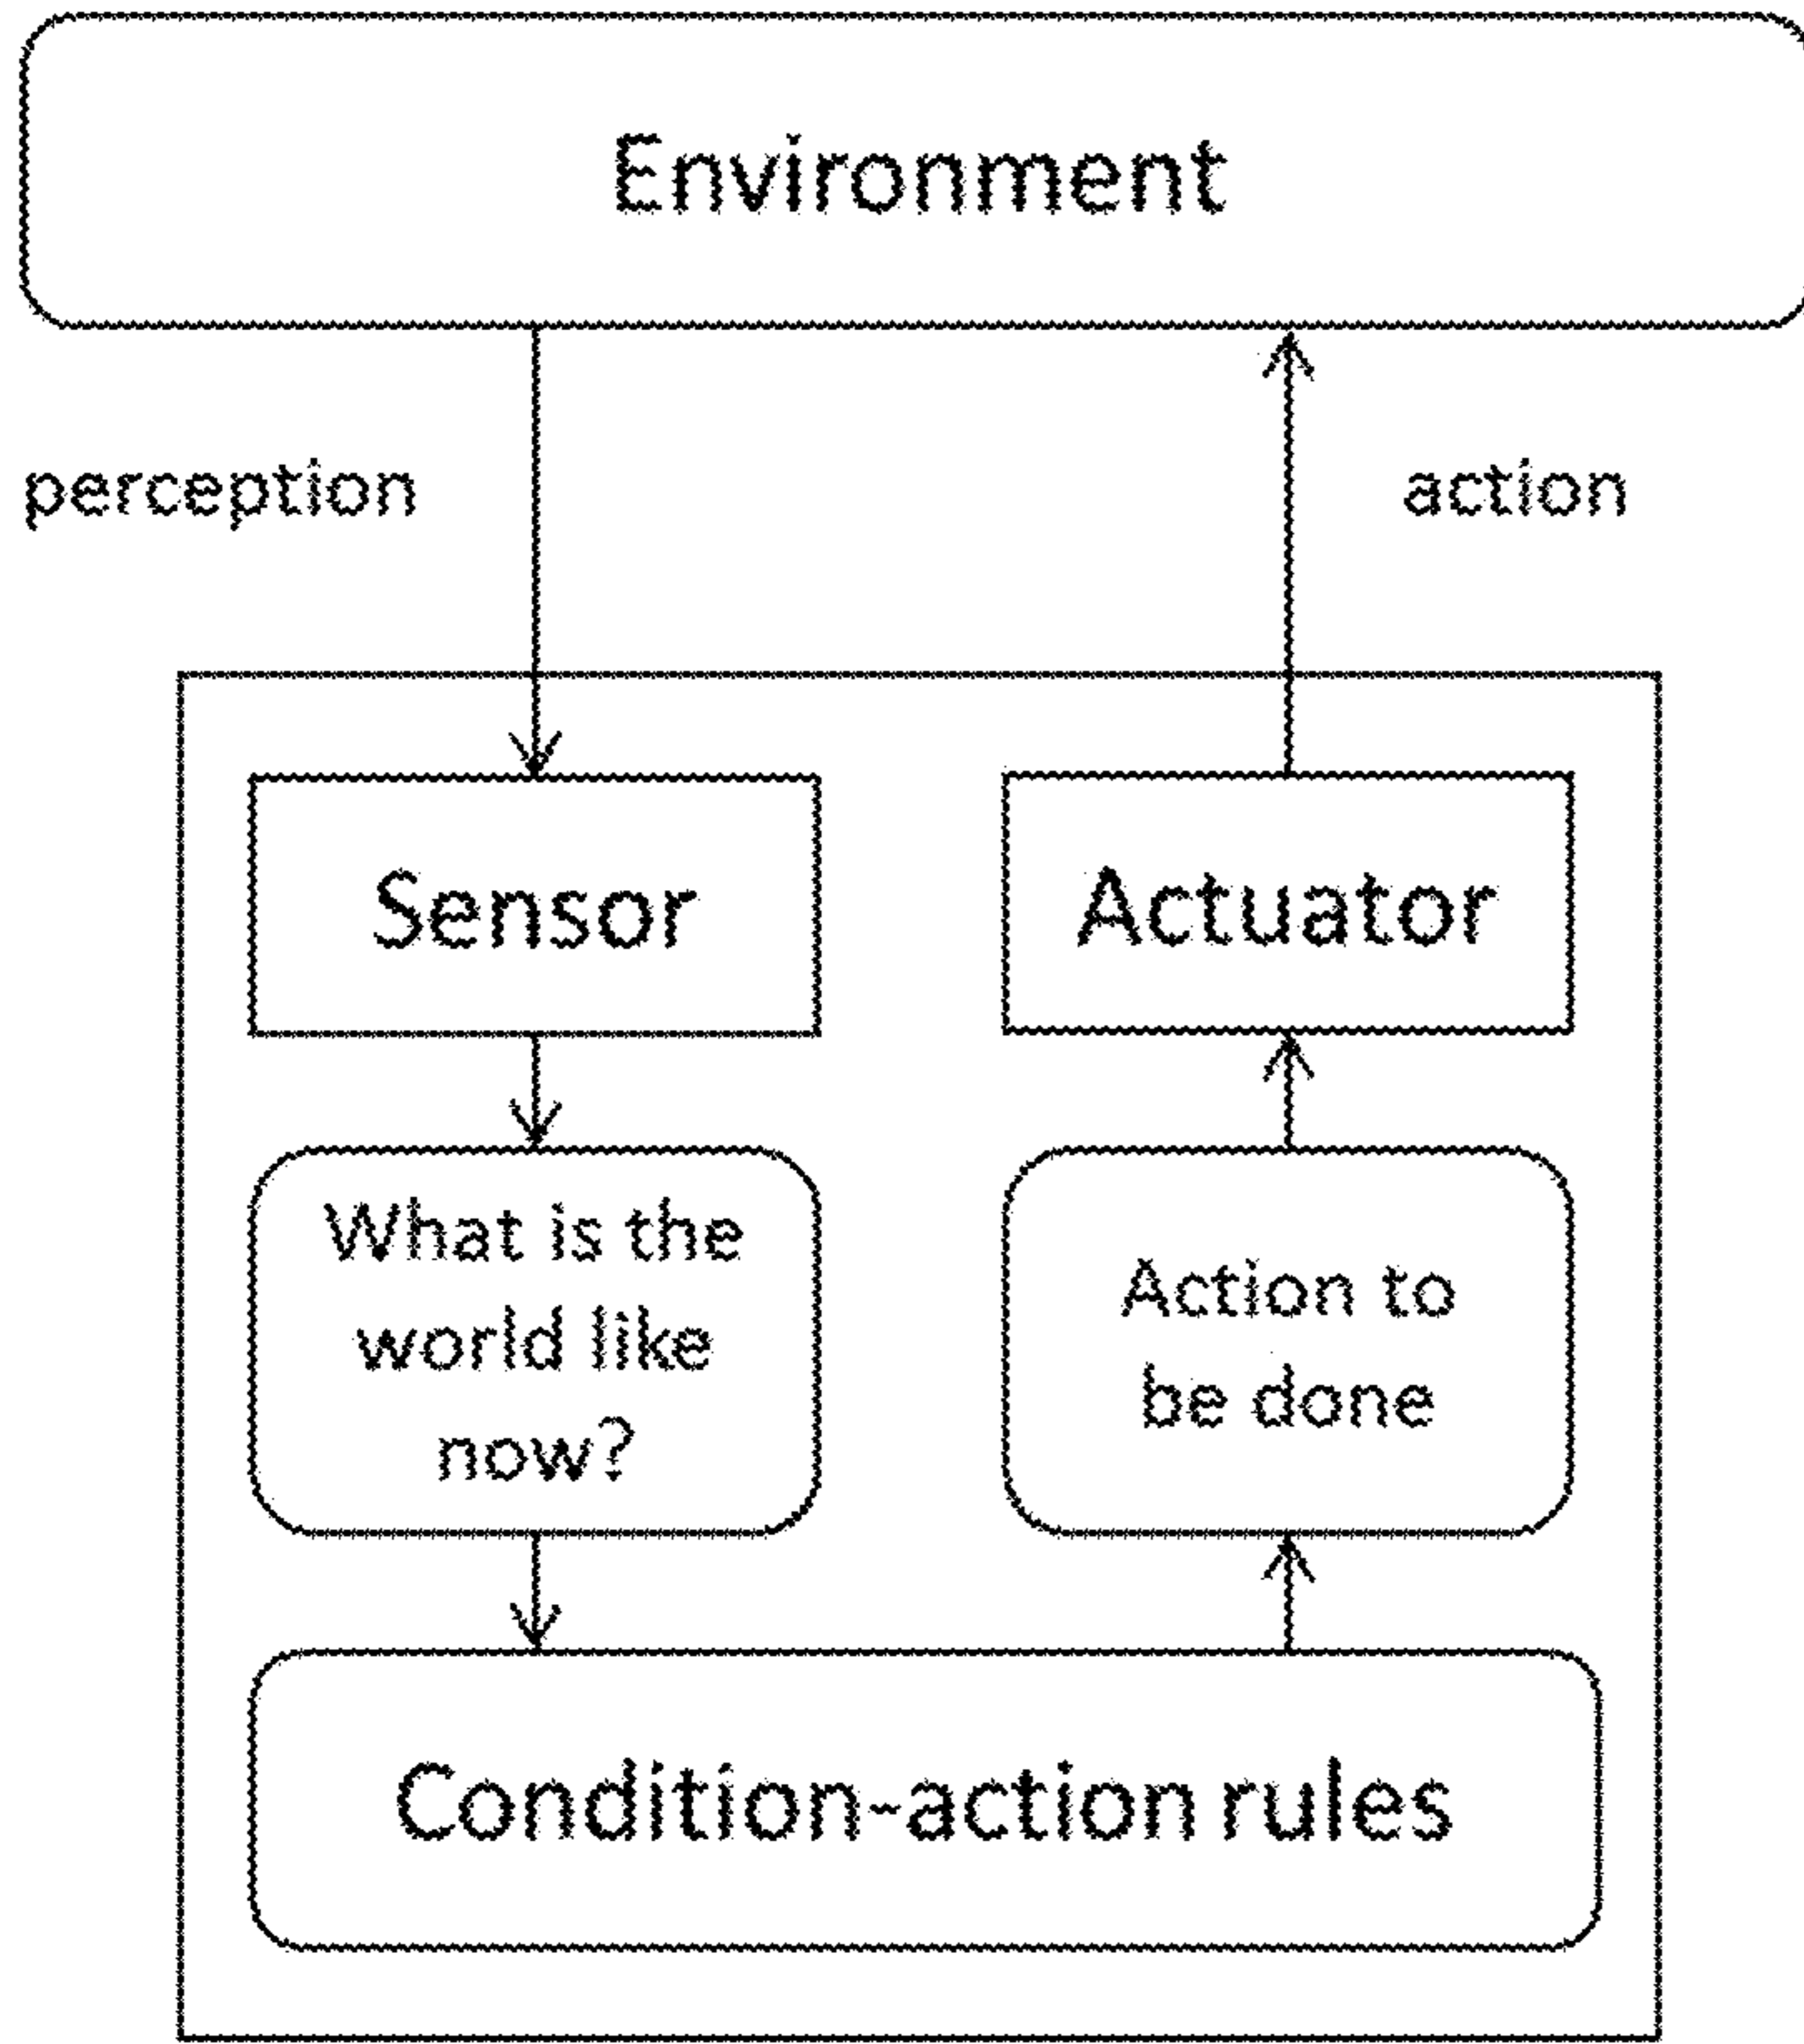 Environment
perception
action
Sensor
Actuator
What is the
world like
now?
Action to
be done
Condition-action rules